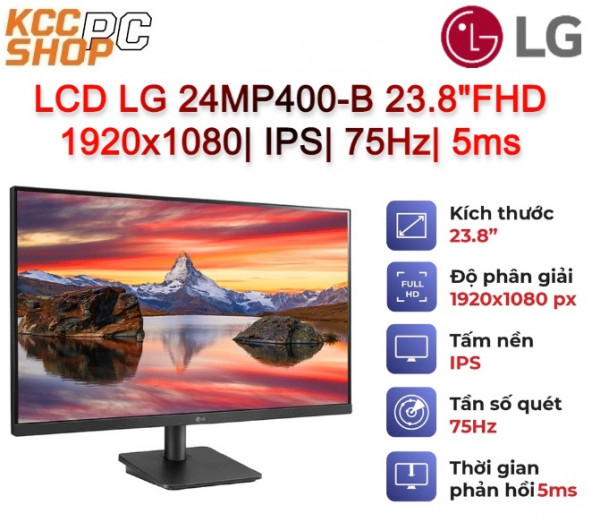 KCC PC
SHOP
LG
LCD LG 24MP400-B 23.8"FHD
1920x1080| IPS| 75Hz| 5ms
Kích thước
23.8”
FULL
HD
Độ phân giải
1920x1080 px
Tấm nền
IPS
Tần số quét
75Hz
Thời gian
phản hồi 5ms
LG